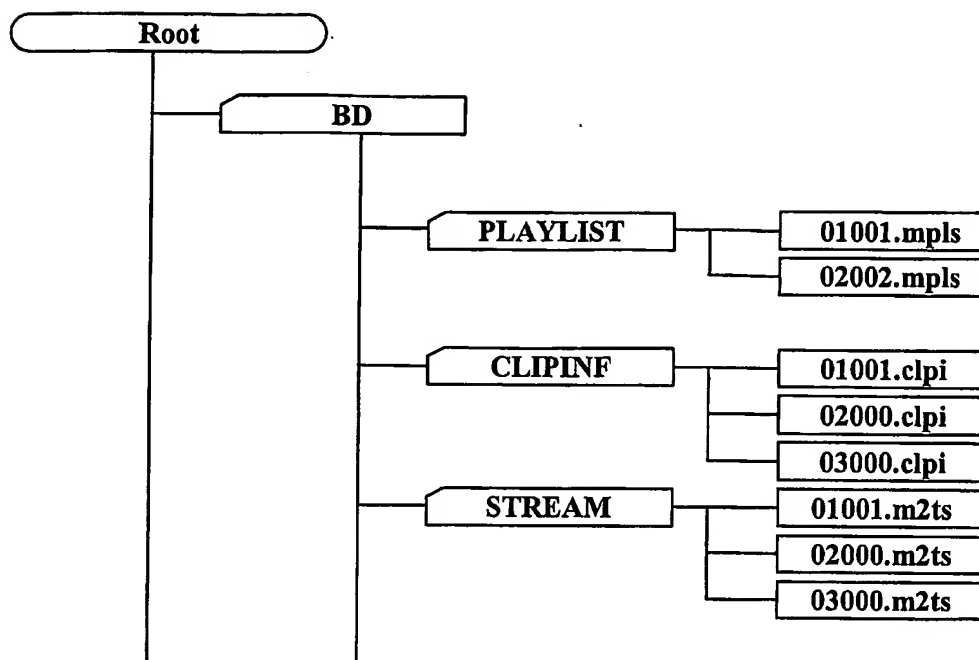 Root
BD
PLAYLIST
01001.mpls
02002.mpls
CLIPINF
01001.clpi
02000.clpi
03000.clpi
STREAM
01001.m2ts
02000.m2ts
03000.m2ts